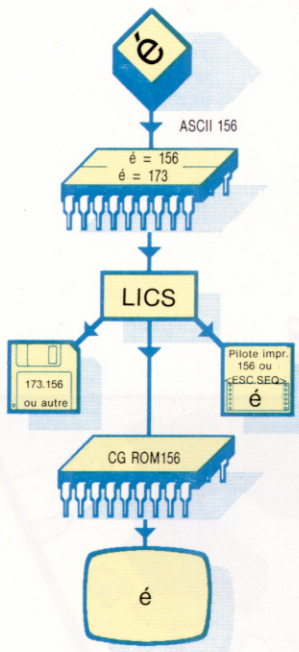 é
ASCII 156
é = 156
é = 173
LICS
173.156
ou autre
Pilote impr.
156 ou
<ESC.SEQ>
é
CG ROM156
é